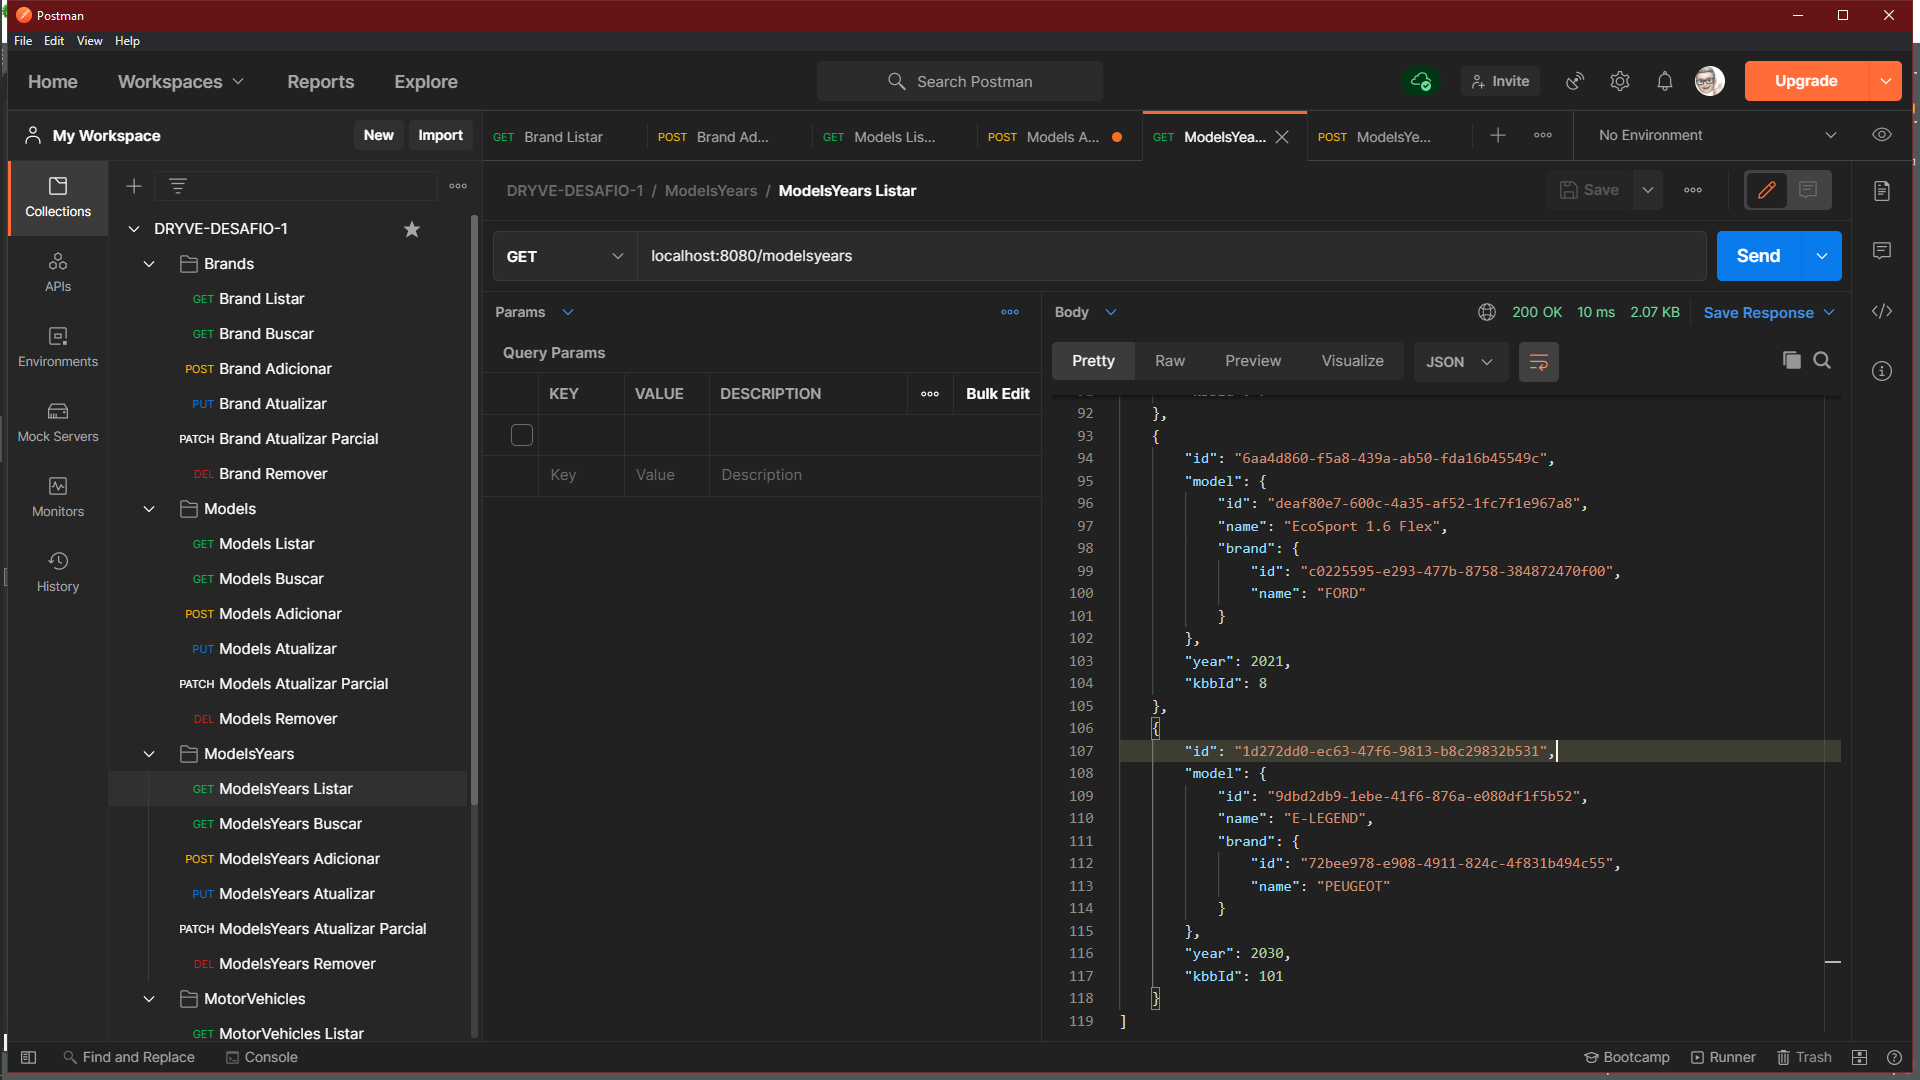 Postman
File Edit View Help
Home Workspaces Reports Explore Search Postman Invite Upgrade
My Workspace New Import
GET Brand Listar POST Brand Ad... GET Models Lis... POST Models A... GET ModelsYea... POST ModelsYe... No Environment
Collections
APIs
Environments
Mock Servers
Monitors
History
DRYVE-DESAFIO-1
Brands
GET Brand Listar
GET Brand Buscar
POST Brand Adicionar
PUT Brand Atualizar
PATCH Brand Atualizar Parcial
DEL Brand Remover
Models
GET Models Listar
GET Models Buscar
POST Models Adicionar
PUT Models Atualizar
PATCH Models Atualizar Parcial
DEL Models Remover
ModelsYears
GET ModelsYears Listar
GET ModelsYears Buscar
POST ModelsYears Adicionar
PUT ModelsYears Atualizar
PATCH ModelsYears Atualizar Parcial
DEL ModelsYears Remover
MotorVehicles
GET MotorVehicles Listar
DRYVE-DESAFIO-1 / ModelsYears / ModelsYears Listar Save
GET localhost:8080/modelsyears Send
Params
Query Params
KEY VALUE DESCRIPTION Bulk Edit
Key Value Description
Body 200 OK 10 ms 2.07 KB Save Response
Pretty Raw Preview Visualize JSON
92 },
93 {
94 "id": "6aa4d860-f5a8-439a-ab50-fda16b45549c",
95 "model": {
96 "id": "deaf80e7-600c-4a35-af52-1fc7f1e967a8",
97 "name": "EcoSport 1.6 Flex",
98 "brand": {
99 "id": "c0225595-e293-477b-8758-384872470f00",
100 "name": "FORD"
101 }
102 },
103 "year": 2021,
104 "kbbId": 8
105 },
106 {
107 "id": "1d272dd0-ec63-47f6-9813-b8c29832b531",
108 "model": {
109 "id": "9dbd2db9-1ebe-41f6-876a-e080df1f5b52",
110 "name": "E-LEGEND",
111 "brand": {
112 "id": "72bee978-e908-4911-824c-4f831b494c55",
113 "name": "PEUGEOT"
114 }
115 },
116 "year": 2030,
117 "kbbId": 101
118 }
119 ]
Find and Replace Console Bootcamp Runner Trash